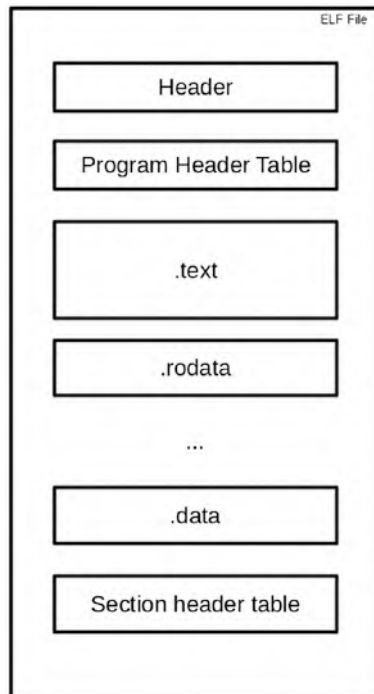 ELF File
Header
Program Header Table
.text
.rodata
...
.data
Section header table